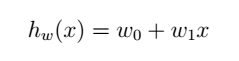 h_w(x) = w_0 + w_1x